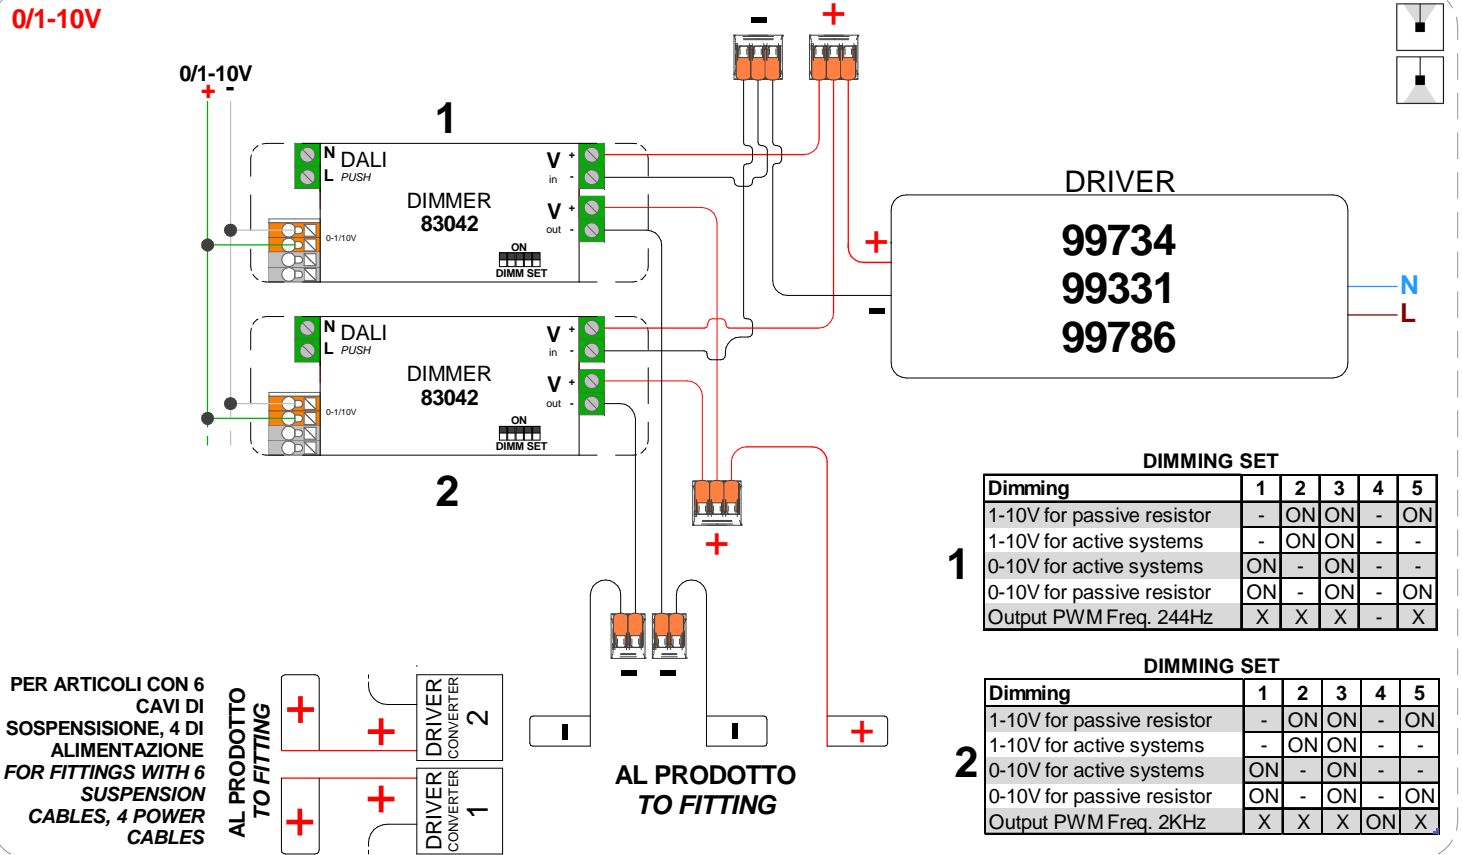 0/1-10V
0/1-10V
+ -
1
N DALI
L PUSH
DIMMER
83042
0-1/10V
V +
in -
V +
out -
ON
DIMM SET
N DALI
L PUSH
DIMMER
83042
0-1/10V
V +
in -
V +
out -
ON
DIMM SET
2
- +
DRIVER
+
-
99734
99331
99786
N
L
+
- -
- - +
AL PRODOTTO
TO FITTING
PER ARTICOLI CON 6
CAVI DI
SOSPENSISIONE, 4 DI
ALIMENTAZIONE
FOR FITTINGS WITH 6
SUSPENSION
CABLES, 4 POWER
CABLES
AL PRODOTTO
TO FITTING
+ +
+ +
DRIVER
CONVERTER
2
DRIVER
CONVERTER
1
DIMMING SET
1
Dimming 1 2 3 4 5
1-10V for passive resistor - ON ON - ON
1-10V for active systems - ON ON - -
0-10V for active systems ON - ON - -
0-10V for passive resistor ON - ON - ON
Output PWM Freq. 244Hz X X X - X
DIMMING SET
2
Dimming 1 2 3 4 5
1-10V for passive resistor - ON ON - ON
1-10V for active systems - ON ON - -
0-10V for active systems ON - ON - -
0-10V for passive resistor ON - ON - ON
Output PWM Freq. 2KHz X X X ON X